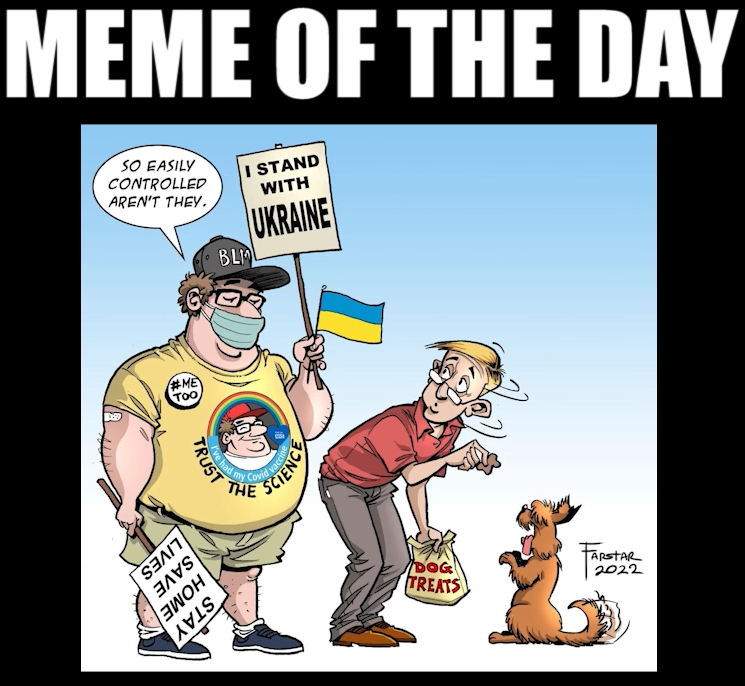 MEME OF THE DAY
SO EASILY
CONTROLLED
AREN'T THEY.
I STAND
WITH
UKRAINE
BLM
#ME
TOO
I've had my Covid vaccine
TRUST THE SCIENCE
STAY
HOME
SAVE
LIVES
DOG
TREATS
FARSTAR
2022